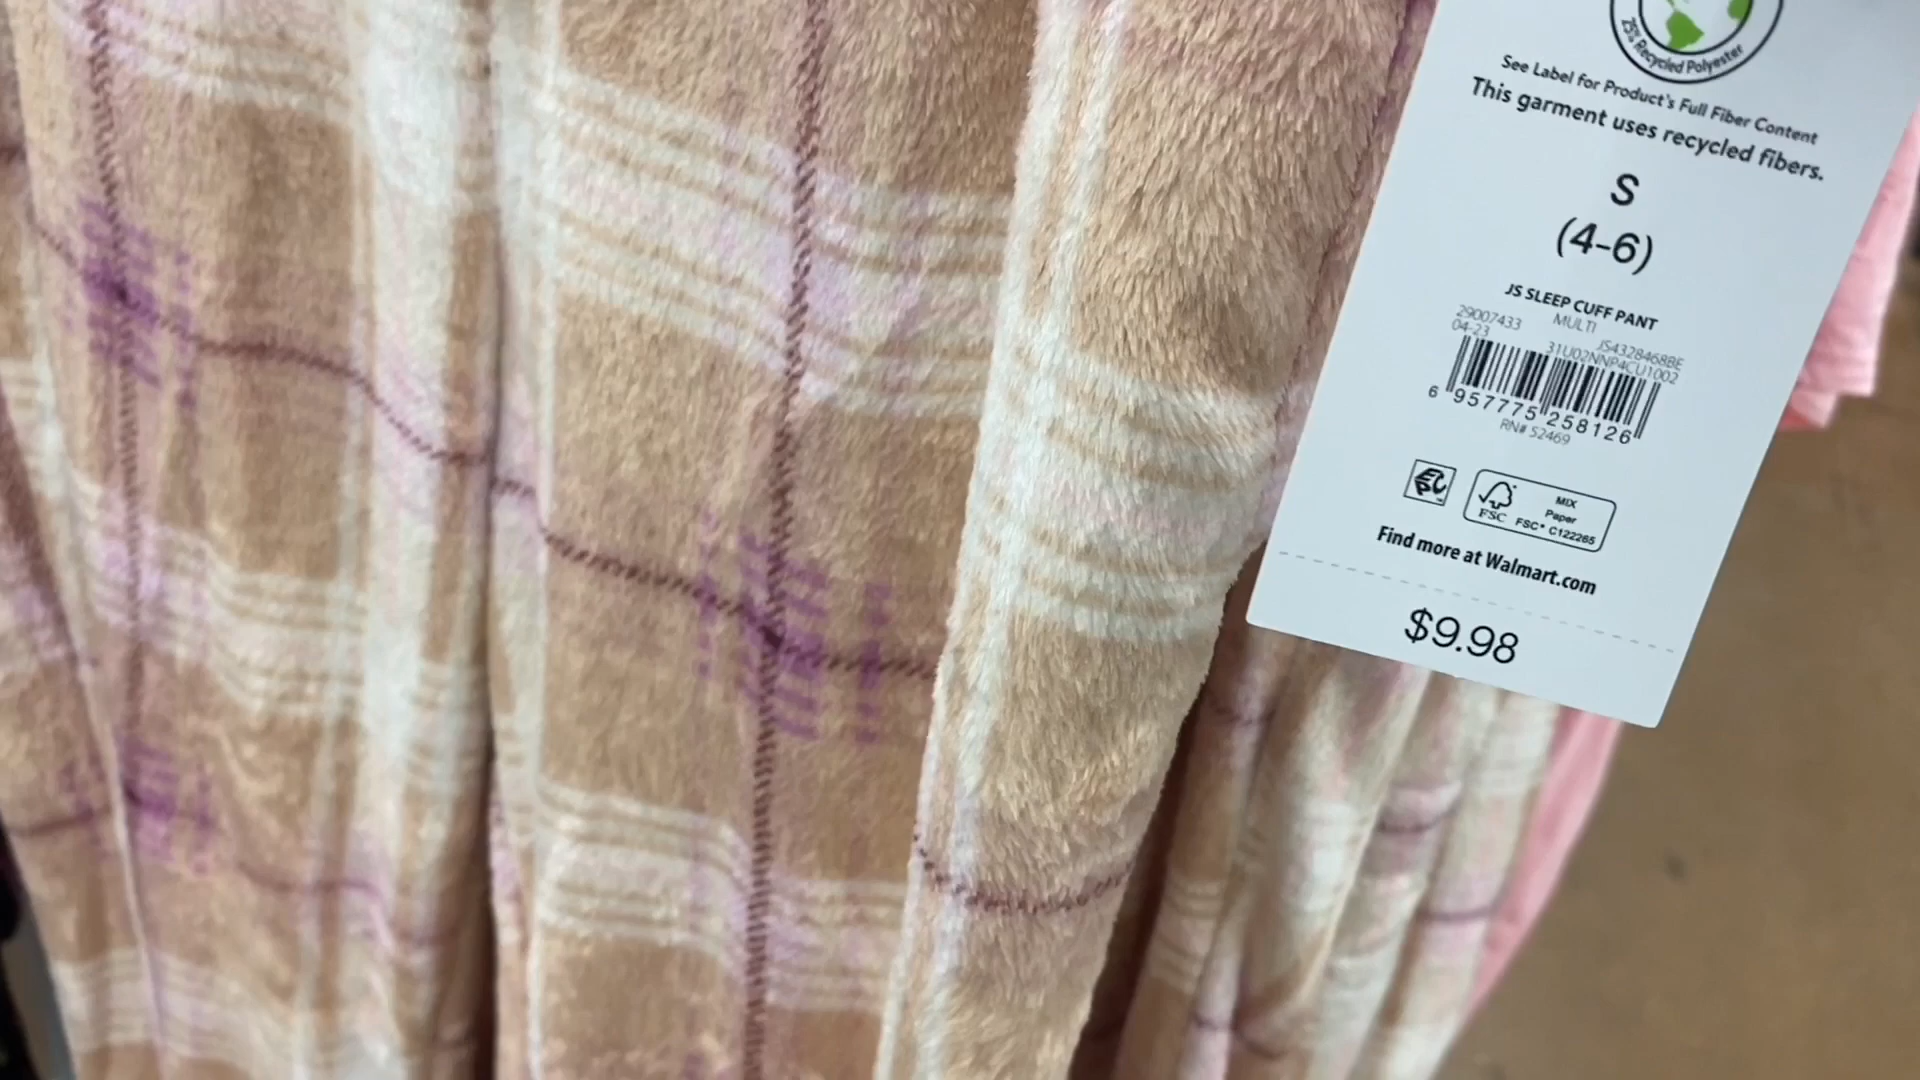 25% Recycled Polyester
See Label for Product's Full Fiber Content
This garment uses recycled fibers.
S
(4-6)
JS SLEEP CUFF PANT
29007433 MULTI
04-23 JS4328468BE
31U02NNP4CU1002
6 957775 258126
RN# 52469
FSC
MIX
Paper
FSC® C122265
Find more at Walmart.com
$9.98